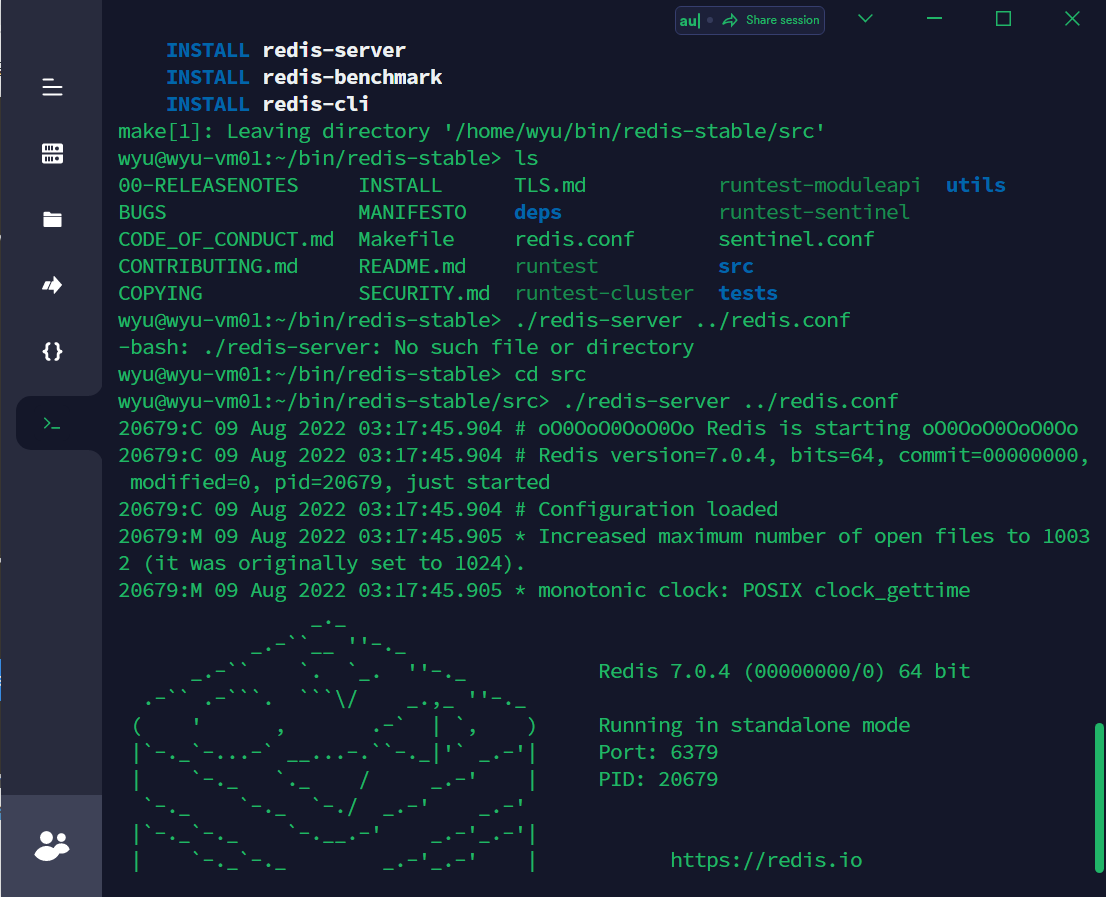 au| Share session
INSTALL redis-server
INSTALL redis-benchmark
INSTALL redis-cli
make[1]: Leaving directory '/home/wyu/bin/redis-stable/src'
wyu@wyu-vm01:~/bin/redis-stable> ls
00-RELEASENOTES     INSTALL      TLS.md           runtest-moduleapi  utils
BUGS                MANIFESTO    deps             runtest-sentinel
CODE_OF_CONDUCT.md  Makefile     redis.conf       sentinel.conf
CONTRIBUTING.md     README.md    runtest          src
COPYING             SECURITY.md  runtest-cluster  tests
wyu@wyu-vm01:~/bin/redis-stable> ./redis-server ../redis.conf
-bash: ./redis-server: No such file or directory
wyu@wyu-vm01:~/bin/redis-stable> cd src
wyu@wyu-vm01:~/bin/redis-stable/src> ./redis-server ../redis.conf
20679:C 09 Aug 2022 03:17:45.904 # oO0OoO0OoO0Oo Redis is starting oO0OoO0OoO0Oo
20679:C 09 Aug 2022 03:17:45.904 # Redis version=7.0.4, bits=64, commit=00000000,
modified=0, pid=20679, just started
20679:C 09 Aug 2022 03:17:45.904 # Configuration loaded
20679:M 09 Aug 2022 03:17:45.905 * Increased maximum number of open files to 1003
2 (it was originally set to 1024).
20679:M 09 Aug 2022 03:17:45.905 * monotonic clock: POSIX clock_gettime
Redis 7.0.4 (00000000/0) 64 bit
Running in standalone mode
Port: 6379
PID: 20679
https://redis.io